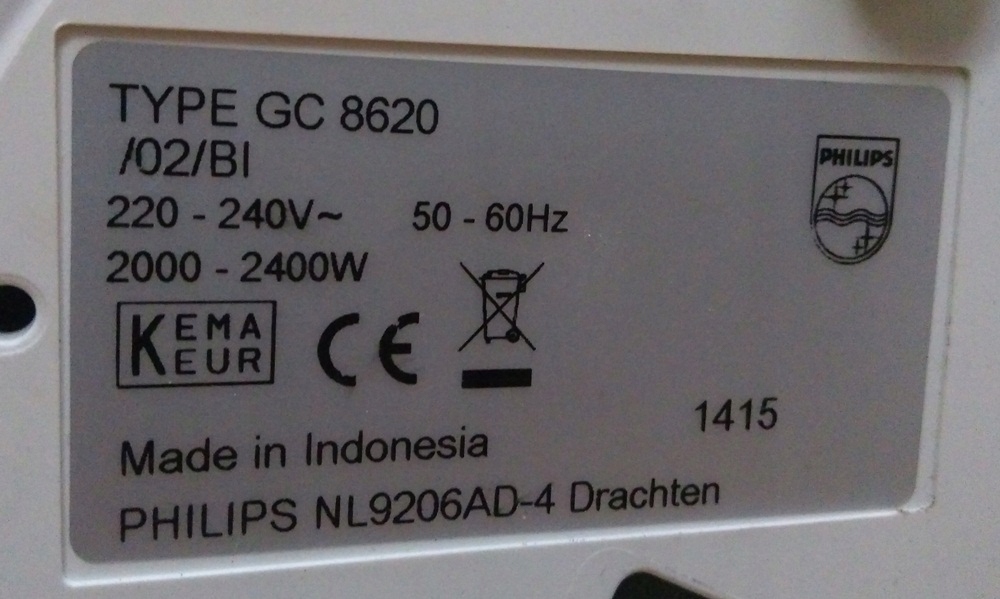 TYPE GC 8620
/02/BI
220 - 240V~ 50 - 60Hz
2000 - 2400W
PHILIPS
KEMA
KEUR
CE
1415
Made in Indonesia
PHILIPS NL9206AD-4 Drachten